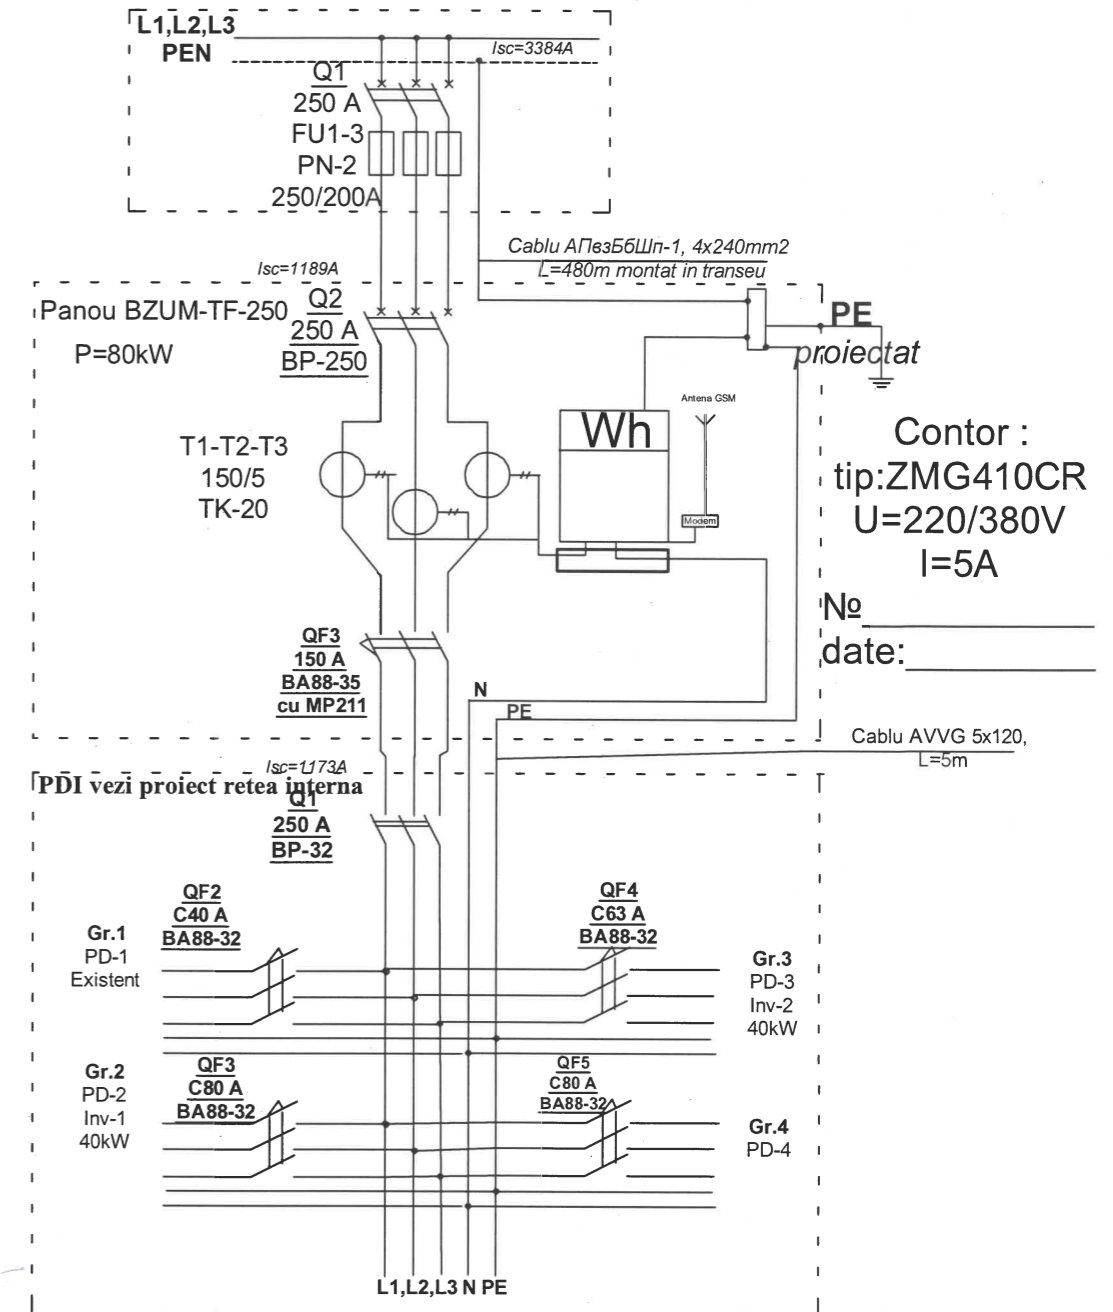 L1,L2,L3
PEN
Isc=3384A
Q1
250 A
FU1-3
PN-2
250/200A
Cablu АПвзБбШп-1, 4x240mm2
L=480m montat in transeu
Isc=1189A
Panou BZUM-TF-250
P=80kW
Q2
250 A
BP-250
PE
proiectat
Antena GSM
Wh
Modem
T1-T2-T3
150/5
TK-20
Contor :
tip:ZMG410CR
U=220/380V
I=5A
№
date:
QF3
150 A
BA88-35
cu MP211
N
PE
Cablu AVVG 5x120,
L=5m
Isc=1173A
PDI vezi proiect retea interna
Q1
250 A
BP-32
QF2
C40 A
BA88-32
Gr.1
PD-1
Existent
QF4
C63 A
BA88-32
Gr.3
PD-3
Inv-2
40kW
Gr.2
PD-2
Inv-1
40kW
QF3
C80 A
BA88-32
QF5
C80 A
BA88-32
Gr.4
PD-4
L1,L2,L3 N PE